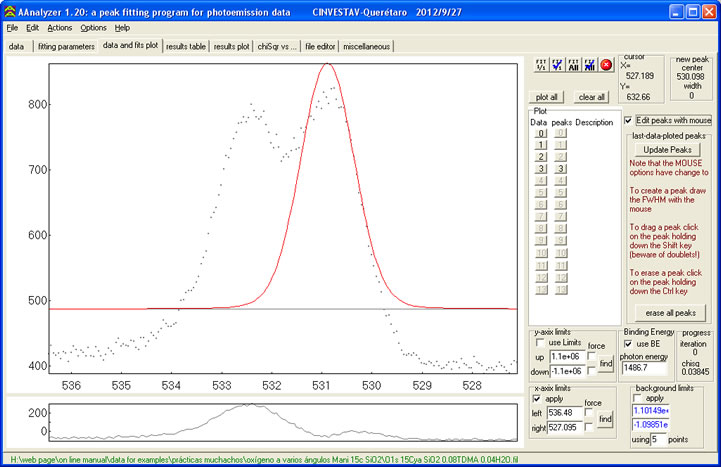 AAnalyzer 1.20: a peak fitting program for photoemission data CINVESTAV-Querétaro 2012/9/27
File Edit Actions Options Help
data fitting parameters data and fits plot results table results plot chiSqr vs ... file editor miscellaneous
800
700
600
500
400
536 535 534 533 532 531 530 529 528
200
0
FIT 1/1 FIT 1 FIT All FIT All
cursor
X=
527.189
Y=
632.66
new peak
center
530.098
width
0
plot all clear all
Plot
Data peaks Description
0 0
1 1
2 2
3 3
4 4
5 5
6 6
7 7
8 8
9 9
10 10
11 11
12 12
13 13
Edit peaks with mouse
last-data-ploted peaks
Update Peaks
Note that the MOUSE
options have change to
To create a peak draw
the FWHM with the
mouse
To drag a peak click
on the peak holding
down the Shift key
(beware of doublets!)
To erase a peak click
on the peak holding
down the Ctrl key
erase all peaks
y-axis limits
use Limits force
up 1.1e+06
down -1.1e+06 find
Binding Energy
use BE
photon energy
1486.7
progress
iteration
0
chisq
0.03845
x-axis limits
apply force
left 536.48
right 527.095 find
background limits
apply
1.10149e+
-1.09851e
using 5 points
H:\web page\on line manual\data for examples\prácticas muchachos\oxígeno a varios ángulos Mani 15c SiO2\O1s 15Cya SiO2 0.08TDMA 0.04H2O.fil